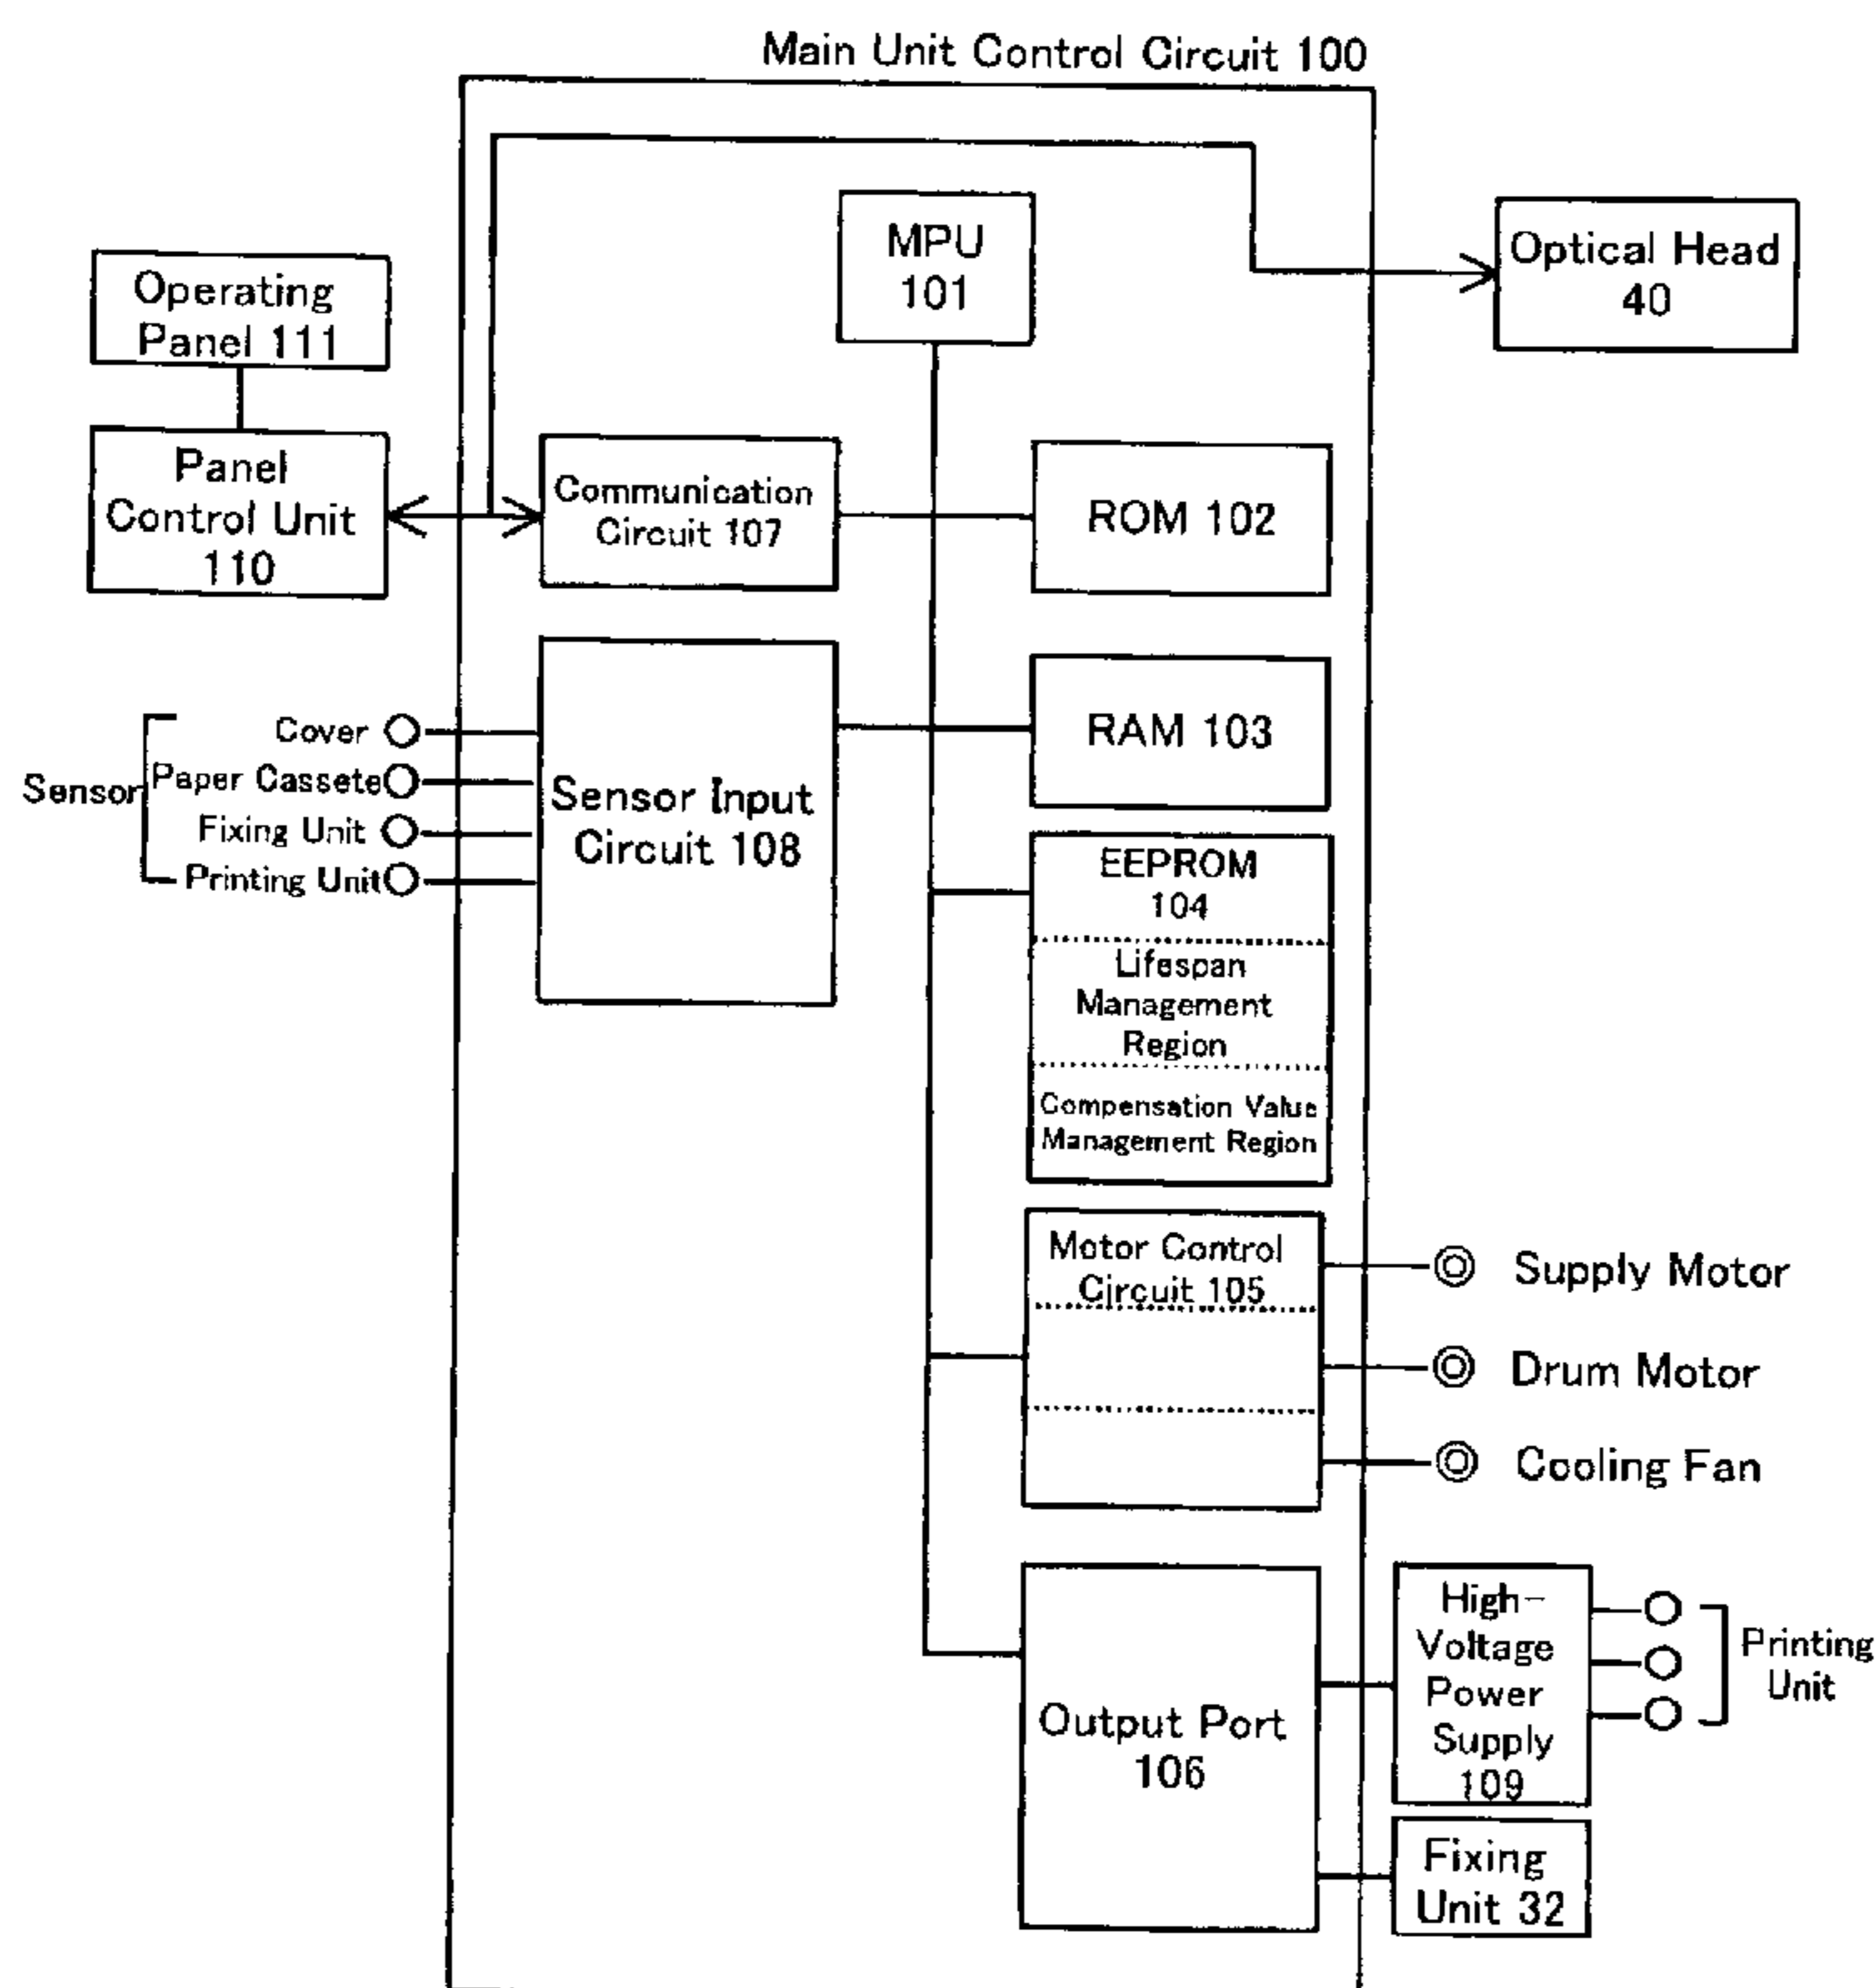 Main Unit Control Circuit 100
MPU
101
Optical Head
40
Operating
Panel 111
Panel
Control Unit
110
Communication
Circuit 107
ROM 102
Sensor
Cover
Paper Cassete
Fixing Unit
Printing Unit
Sensor Input
Circuit 108
RAM 103
EEPROM
104
Lifespan
Management
Region
Compensation Value
Management Region
Motor Control
Circuit 105
Supply Motor
Drum Motor
Cooling Fan
Output Port
106
High-
Voltage
Power
Supply
109
Printing
Unit
Fixing
Unit 32